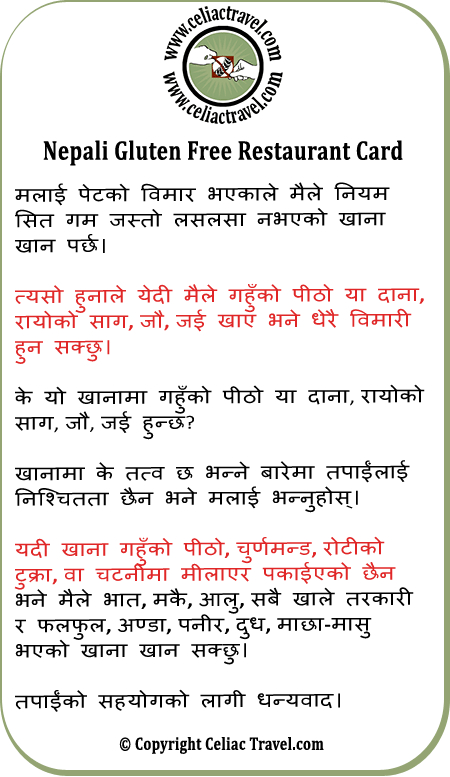 www.celiactravel.com
www.celiactravel.com
Nepali Gluten Free Restaurant Card
मलाई पेटको विमार भएकाले मैले नियम
सित गम जस्तो लसलसा नभएको खाना
खान पर्छ।
त्यसो हुनाले येदी मैले गहुँको पीठो या दाना,
रायोको साग, जौ, जई खाए भने धेरै विमारी
हुन सक्छु।
के यो खानामा गहुँको पीठो या दाना, रायोको
साग, जौ, जई हुन्छ?
खानामा के तत्व छ भन्ने बारेमा तपाईंलाई
निश्चितता छैन भने मलाई भन्नुहोस्।
यदी खाना गहुँको पीठो, चुर्णमन्ड, रोटीको
टुक्रा, वा चटनीमा मीलाएर पकाईएको छैन
भने मैले भात, मकै, आलु, सबै खाले तरकारी
र फलफुल, अण्डा, पनीर, दुध, माछा-मासु
भएको खाना खान सक्छु।
तपाईंको सहयोगको लागी धन्यवाद।
© Copyright Celiac Travel.com